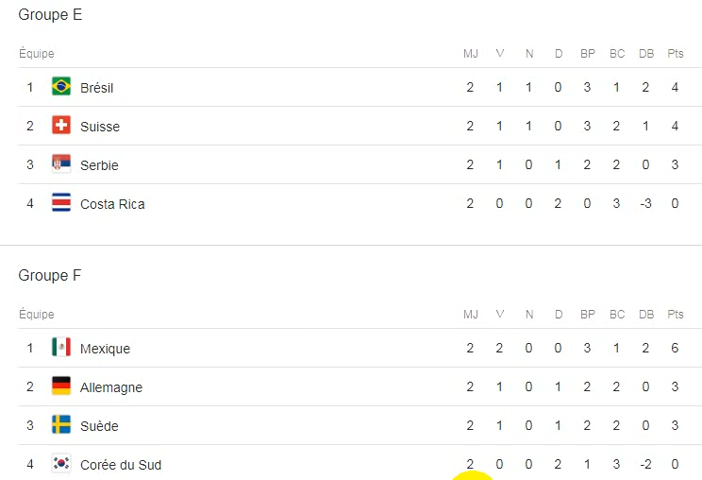 Groupe E
Équipe MJ V N D BP BC DB Pts
1 Brésil 2 1 1 0 3 1 2 4
2 Suisse 2 1 1 0 3 2 1 4
3 Serbie 2 1 0 1 2 2 0 3
4 Costa Rica 2 0 0 2 0 3 -3 0
Groupe F
Équipe MJ V N D BP BC DB Pts
1 Mexique 2 2 0 0 3 1 2 6
2 Allemagne 2 1 0 1 2 2 0 3
3 Suède 2 1 0 1 2 2 0 3
4 Corée du Sud 2 0 0 2 1 3 -2 0